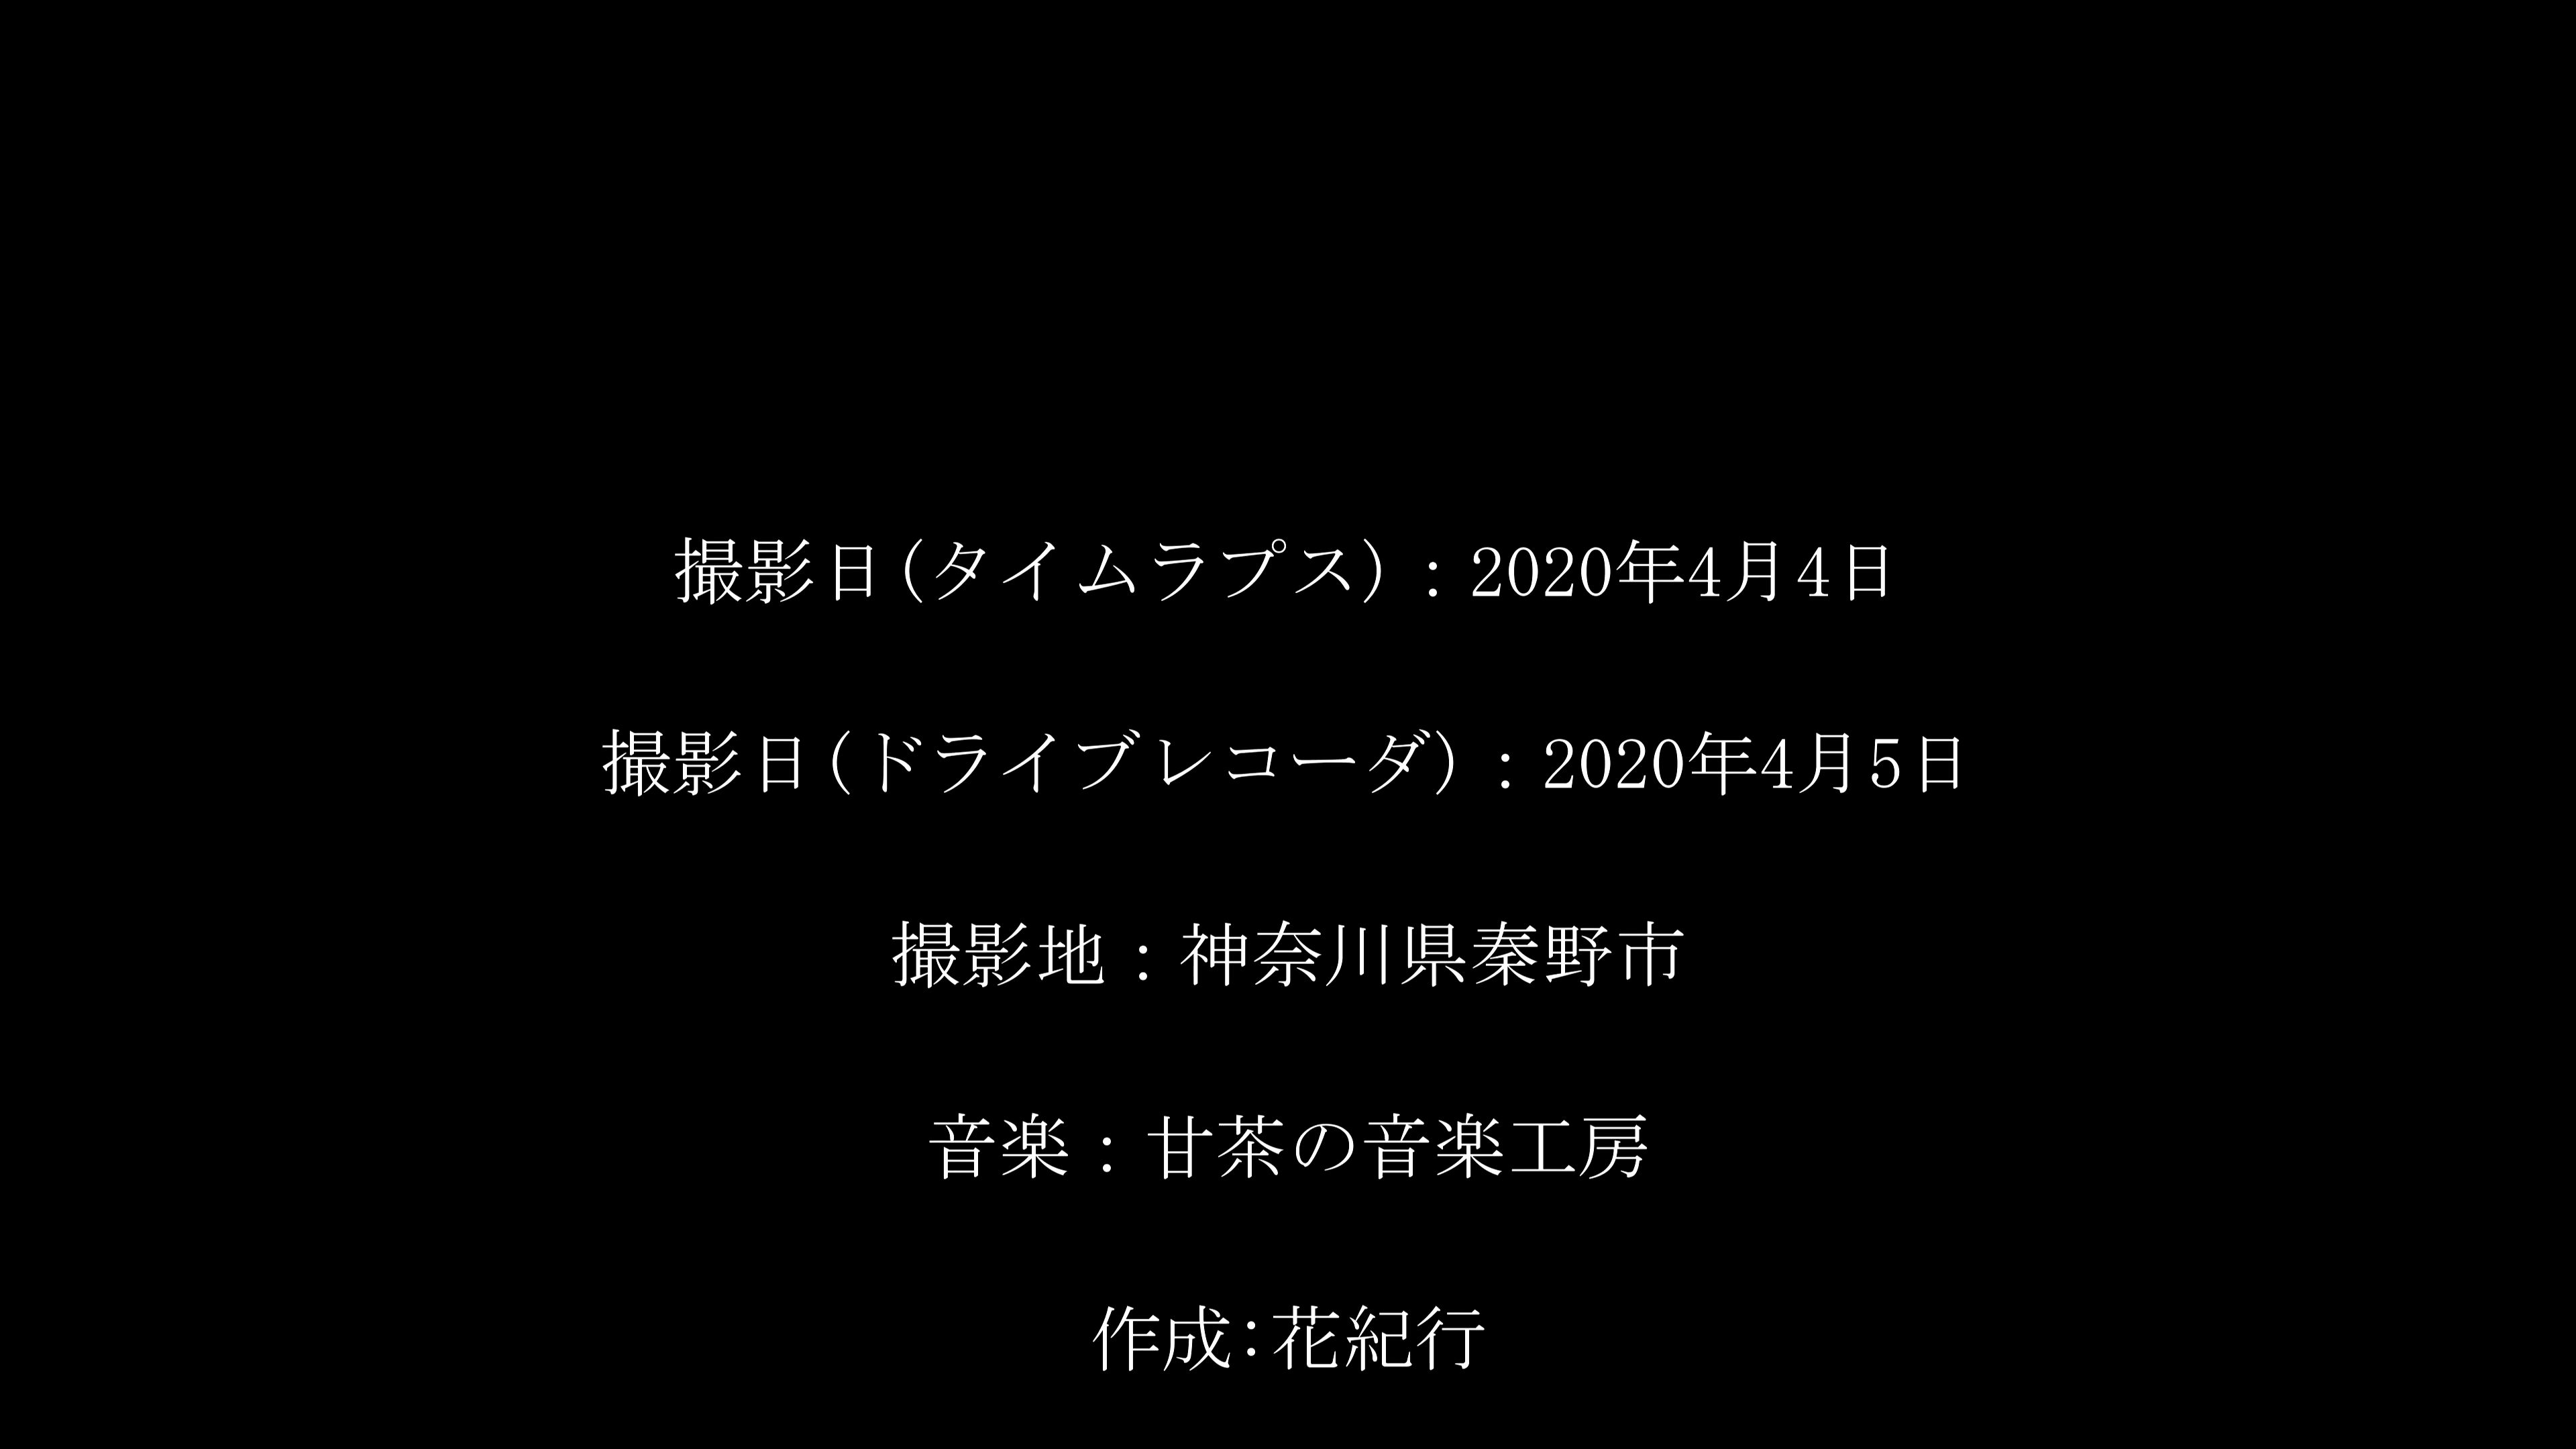 撮影日(タイムラプス) : 2020年4月4日
撮影日(ドライブレコーダ) : 2020年4月5日
撮影地 : 神奈川県秦野市
音楽 : 甘茶の音楽工房
作成:花紀行